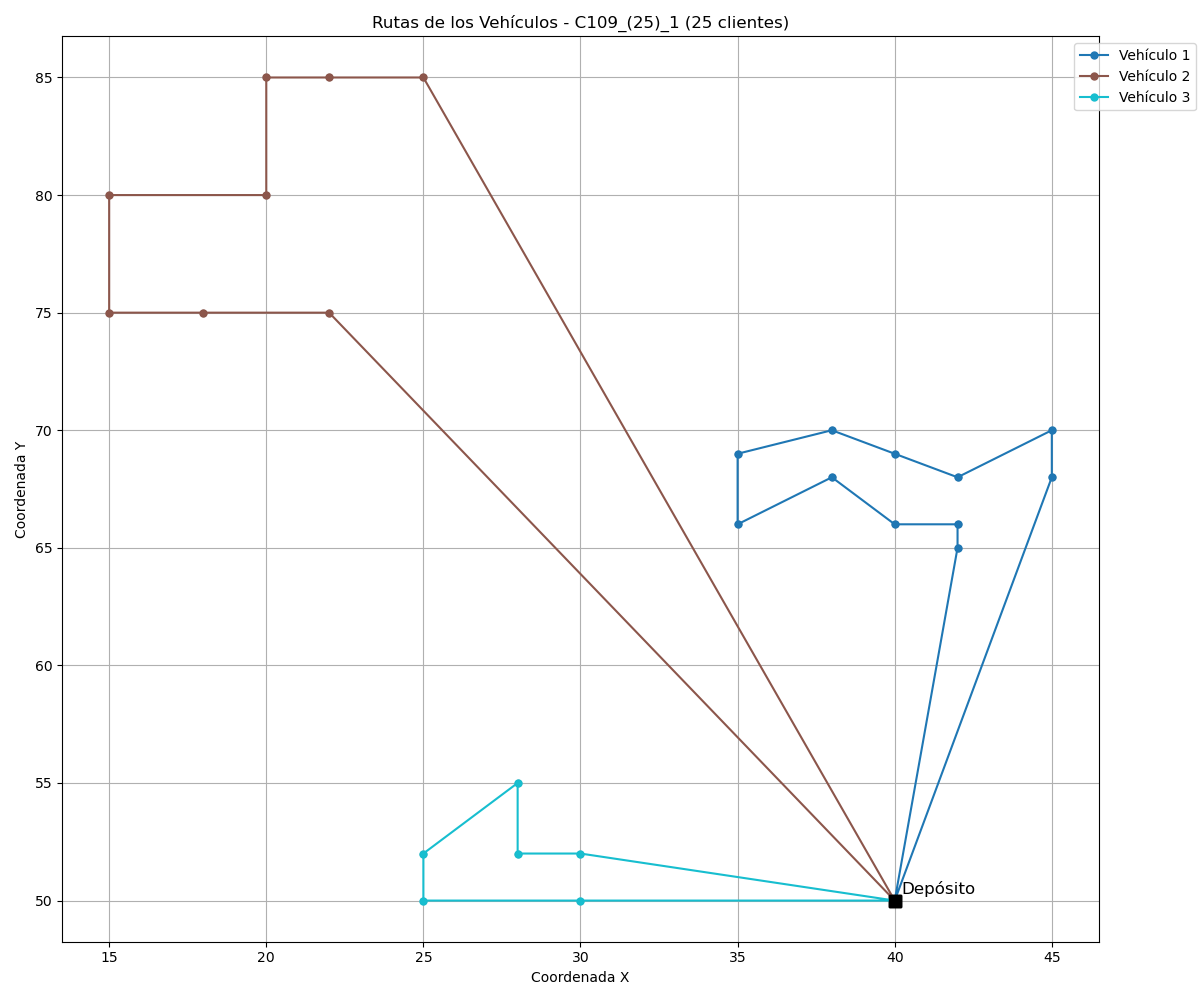 Rutas de los Vehículos - C109_(25)_1 (25 clientes)
Vehículo 1
Vehículo 2
Vehículo 3
Coordenada Y
85
80
75
70
65
60
55
50
Depósito
15 20 25 30 35 40 45
Coordenada X